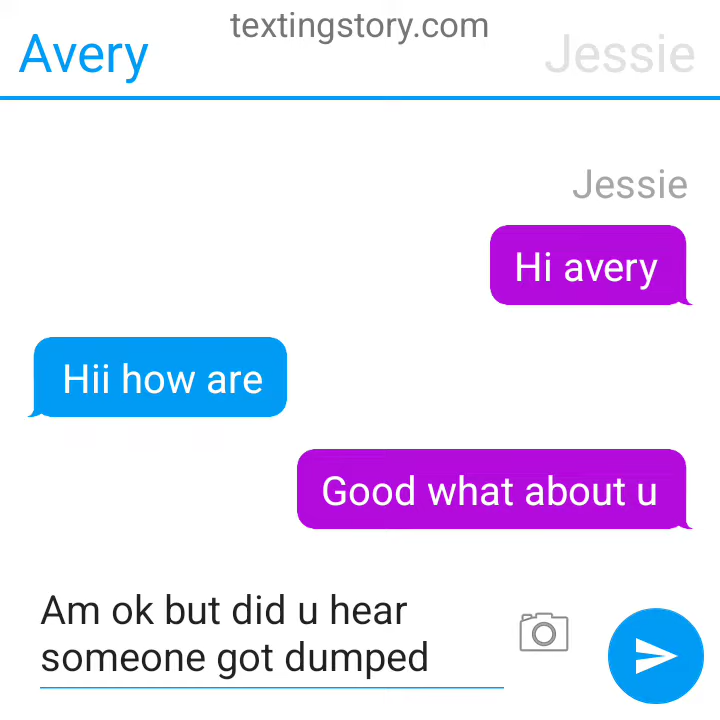 textingstory.com
Avery
Jessie
Jessie
Hi avery
Hii how are
Good what about u
Am ok but did u hear
someone got dumped